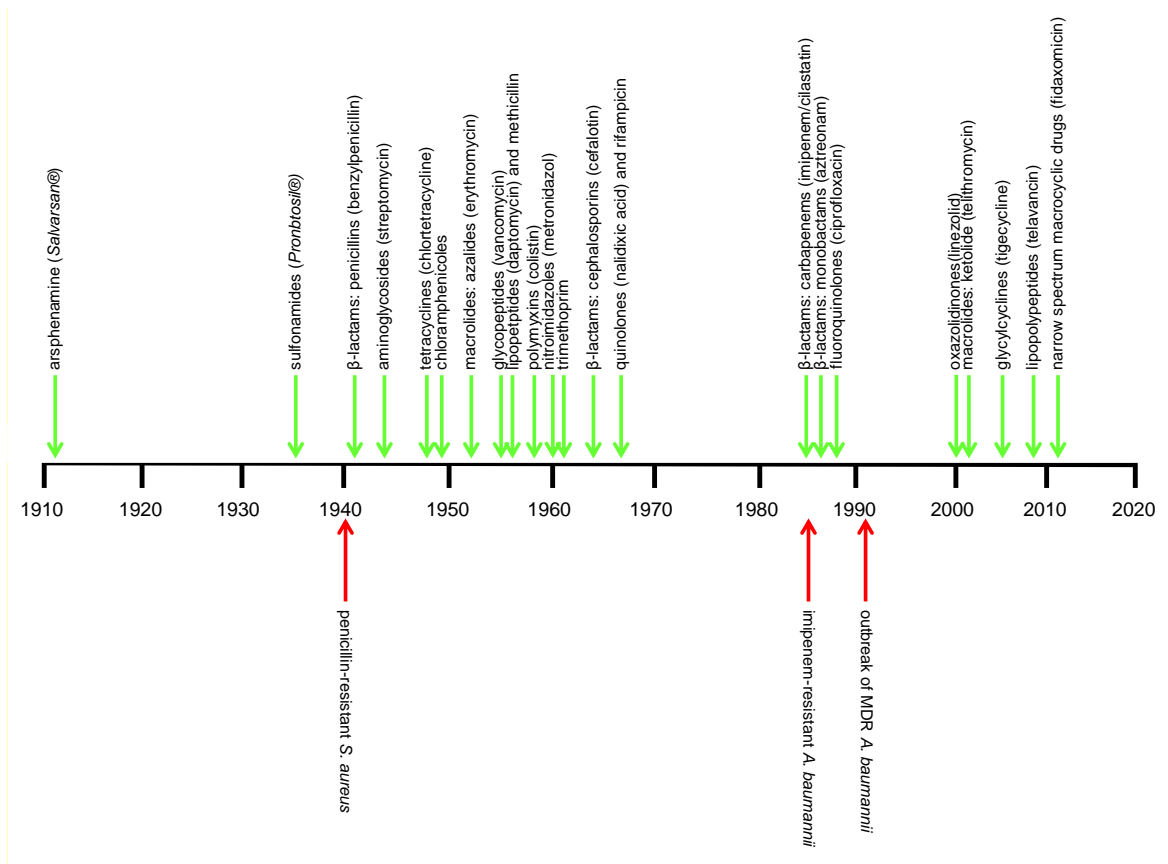 arsphenamine (Salvarsan®)
sulfonamides (Pronbtosil®)
β-lactams: penicillins (benzylpenicillin)
aminoglycosides (streptomycin)
tetracyclines (chlortetracycline)
chloramphenicoles
macrolides: azalides (erythromycin)
glycopeptides (vancomycin)
lipopetptides (daptomycin) and methicillin
polymyxins (colistin)
nitroimidazoles (metronidazol)
trimethoprim
β-lactams: cephalosporins (cefalotin)
quinolones (nalidixic acid) and rifampicin
β-lactams: carbapenems (imipenem/cilastatin)
β-lactams: monobactams (aztreonam)
fluoroquinolones (ciprofloxacin)
oxazolidinones(linezolid)
macrolides: ketolide (telithromycin)
glycylcyclines (tigecycline)
lipopolypeptides (telavancin)
narrow spectrum macrocyclic drugs (fidaxomicin)
1910 1920 1930 1940 1950 1960 1970 1980 1990 2000 2010 2020
penicillin-resistant S. aureus
imipenem-resistant A. baumannii
outbreak of MDR A. baumannii